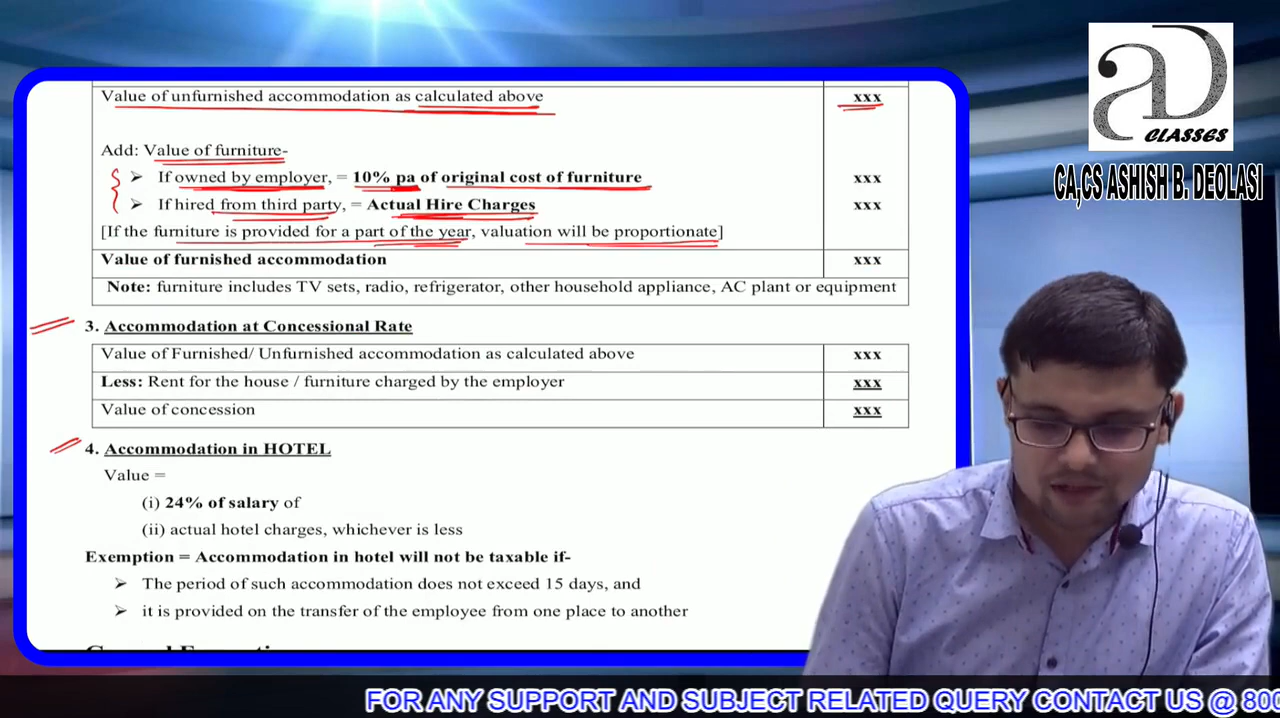 Value of unfurnished accommodation as calculated above xxx
Add: Value of furniture-
➢ If owned by employer, = 10% pa of original cost of furniture xxx
➢ If hired from third party, = Actual Hire Charges xxx
[If the furniture is provided for a part of the year, valuation will be proportionate]
Value of furnished accommodation xxx
Note: furniture includes TV sets, radio, refrigerator, other household appliance, AC plant or equipment
3. Accommodation at Concessional Rate
Value of Furnished/ Unfurnished accommodation as calculated above xxx
Less: Rent for the house / furniture charged by the employer xxx
Value of concession xxx
4. Accommodation in HOTEL
Value =
(i) 24% of salary of
(ii) actual hotel charges, whichever is less
Exemption = Accommodation in hotel will not be taxable if-
➢ The period of such accommodation does not exceed 15 days, and
➢ it is provided on the transfer of the employee from one place to another
aD
CLASSES
CA,CS ASHISH B. DEOLASI
FOR ANY SUPPORT AND SUBJECT RELATED QUERY CONTACT US @ 800